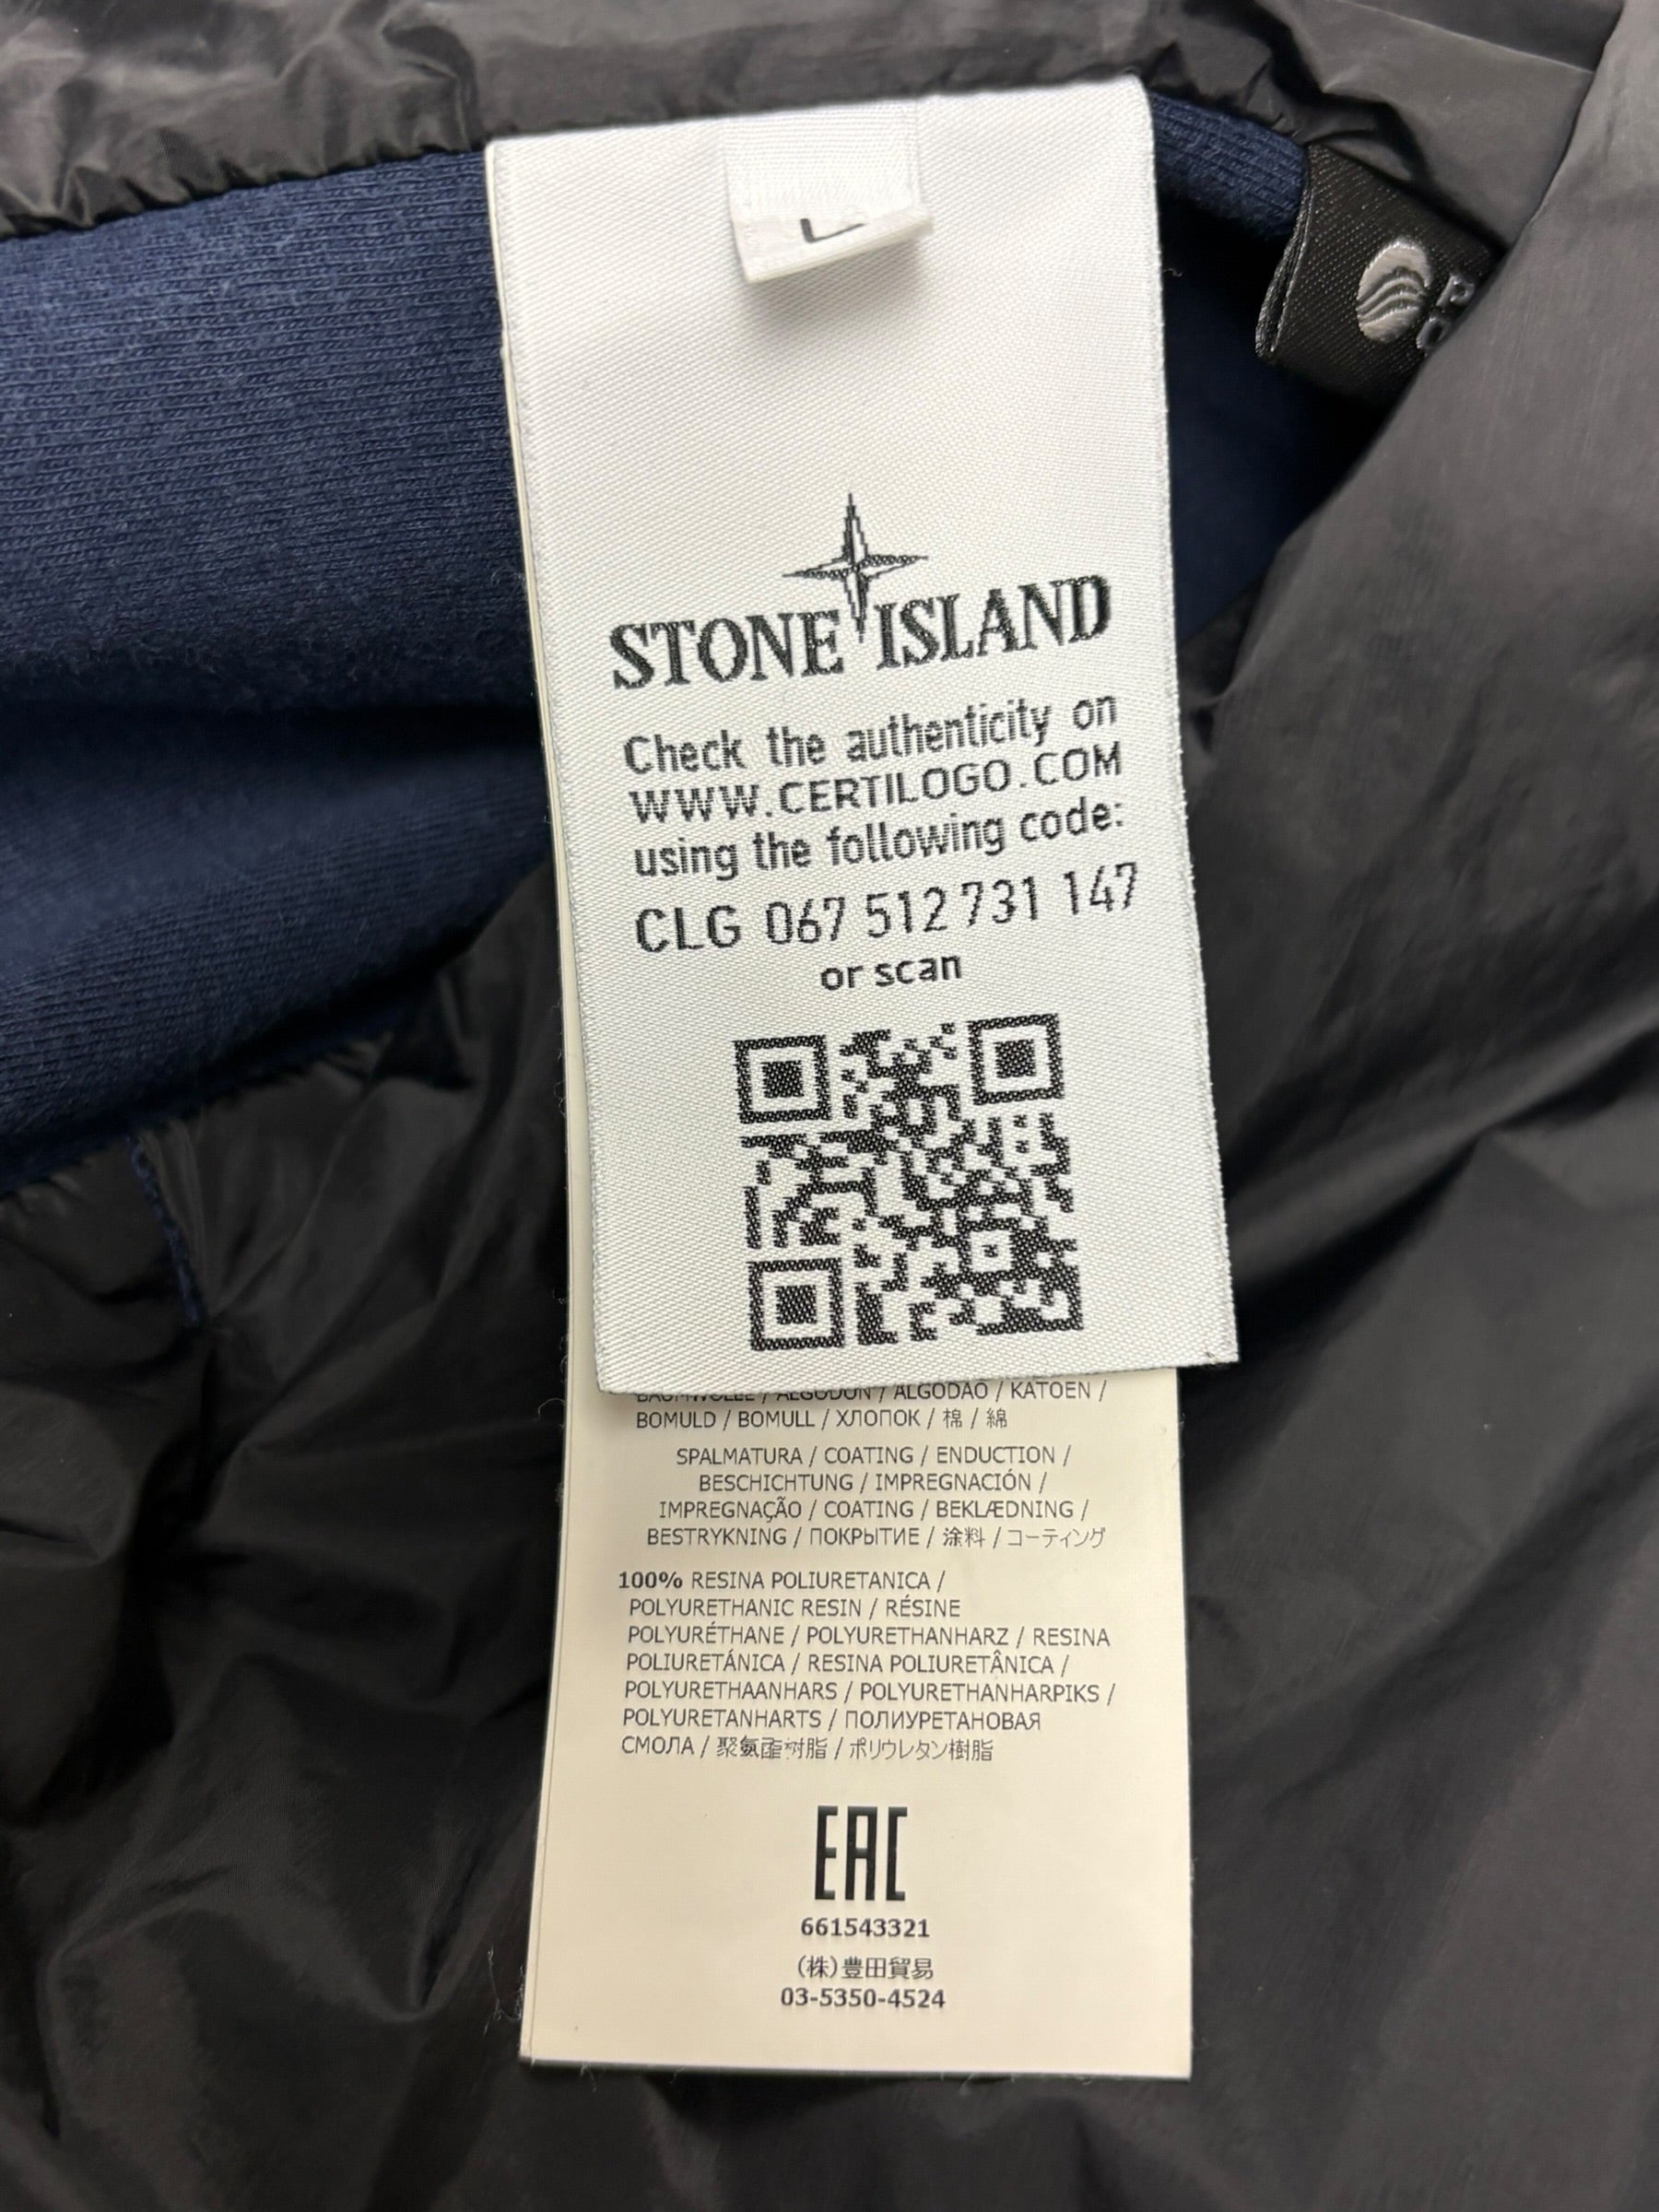 L
STONE ISLAND
Check the authenticity on
WWW.CERTILOGO.COM
using the following code:
CLG 067 512 731 147
or scan
BAUMWOLLE / ALGODÓN / ALGODÃO / KATOEN /
BOMULD / BOMULL / ХЛОПОК / 棉 / 綿
SPALMATURA / COATING / ENDUCTION /
BESCHICHTUNG / IMPREGNACIÓN /
IMPREGNAÇÃO / COATING / BEKLÆDNING /
BESTRYKNING / ПОКРЫТИЕ / 涂料 / コーティング
100% RESINA POLIURETANICA /
POLYURETHANIC RESIN / RÉSINE
POLYURÉTHANE / POLYURETHANHARZ / RESINA
POLIURETÁNICA / RESINA POLIURETÂNICA /
POLYURETHAANHARS / POLYURETHANHARPIKS /
POLYURETANHARTS / ПОЛИУРЕТАНОВАЯ
СМОЛА / 聚氨酯树脂 / ポリウレタン樹脂
EAC
661543321
(株)豊田貿易
03-5350-4524